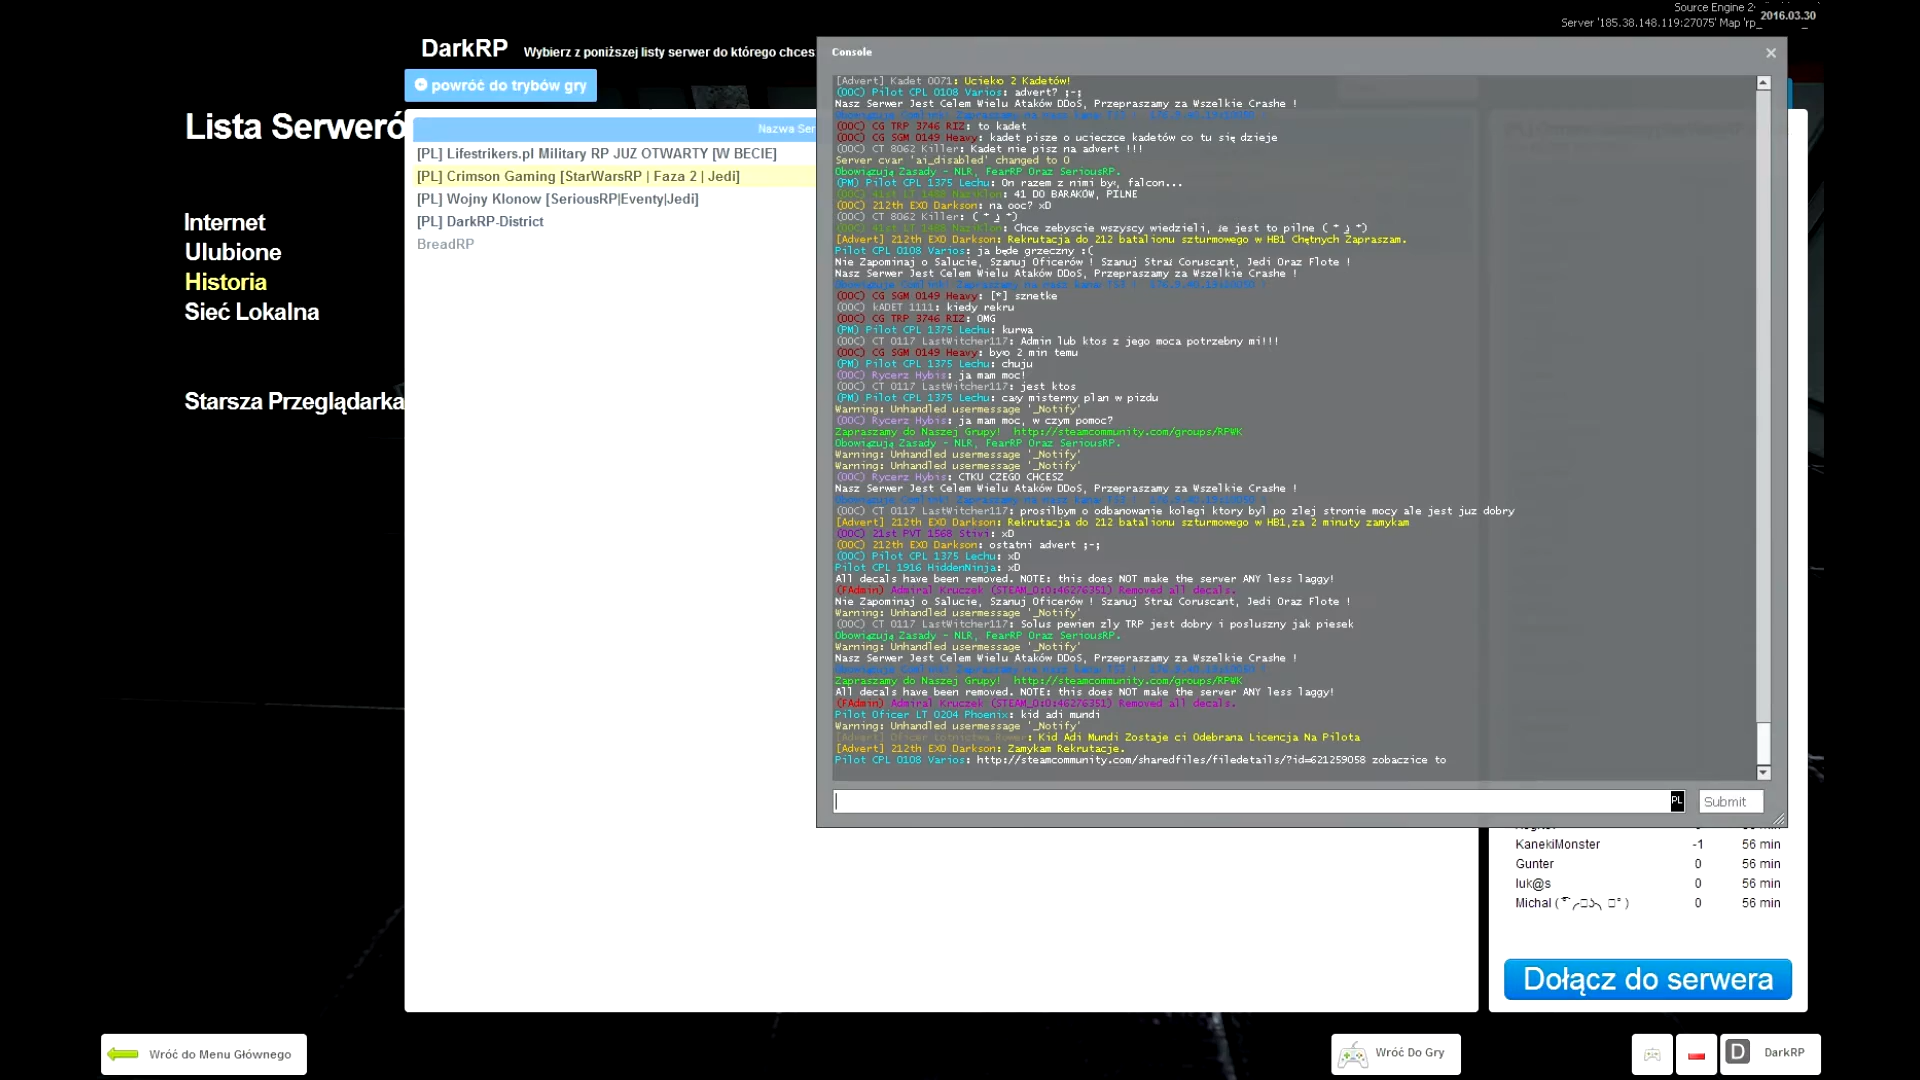 Source Engine 2
2016.03.30
Server '185.38.148.119:27075' Map 'rp_
DarkRP Wybierz z poniższej listy serwer do którego chces
powróć do trybów gry
Lista Serweró
Internet
Ulubione
Historia
Sieć Lokalna
Starsza Przeglądarka
Nazwa Ser
[PL] Lifestrikers.pl Military RP JUZ OTWARTY [W BECIE]
[PL] Crimson Gaming [StarWarsRP | Faza 2 | Jedi]
[PL] Wojny Klonow [SeriousRP|Eventy|Jedi]
[PL] DarkRP-District
BreadRP
Console
[Advert] Kadet 0071: Uciekło 2 Kadetów!
(OOC) Pilot CPL 0108 Varios: advert? ;-;
Nasz Serwer Jest Celem Wielu Ataków DDoS, Przepraszamy za Wszelkie Crashe !
(OOC) CG TRP 3746 RIZ: to kadet
(OOC) CG SGM 0149 Heavy: kadet pisze o ucieczce kadetów co tu się dzieje
(OOC) CT 8062 Killer: Kadet nie pisz na advert !!!
Server cvar 'ai_disabled' changed to 0
Obowiązują Zasady - NLR, FearRP Oraz SeriousRP.
(PM) Pilot CPL 1375 Lechu: On razem z nimi był, falcon...
41st LT 1488 NaziKlon: 41 DO BARAKÓW, PILNE
(OOC) 212th EXO Darkson: na ooc? xD
(OOC) CT 8062 Killer: ( ͡° ͜ʖ ͡°)
41st LT 1488 NaziKlon: Chce zebyscie wszyscy wiedzieli, że jest to pilne ( ͡° ͜ʖ ͡°)
[Advert] 212th EXO Darkson: Rekrutacja do 212 batalionu szturmowego w HB1 Chętnych Zapraszam.
Pilot CPL 0108 Varios: ja będe grzeczny :(
Nie Zapominaj o Salucie, Szanuj Oficerów ! Szanuj Straż Coruscant, Jedi Oraz Flote !
Nasz Serwer Jest Celem Wielu Ataków DDoS, Przepraszamy za Wszelkie Crashe !
(OOC) CG SGM 0149 Heavy: [*] sznetke
(OOC) kADET 1111: kiedy rekru
(OOC) CG TRP 3746 RIZ: OMG
(PM) Pilot CPL 1375 Lechu: kurwa
(OOC) CT 0117 LastWitcher117: Admin lub ktos z jego moca potrzebny mi!!!
(OOC) CG SGM 0149 Heavy: było 2 min temu
(PM) Pilot CPL 1375 Lechu: chuju
(OOC) Rycerz Hybis: ja mam moc!
(OOC) CT 0117 LastWitcher117: jest ktos
(PM) Pilot CPL 1375 Lechu: cały misterny plan w pizdu
Warning: Unhandled usermessage '_Notify'
(OOC) Rycerz Hybis: ja mam moc, w czym pomoc?
Zapraszamy do Naszej Grupy! http://steamcommunity.com/groups/RPWK
Obowiązują Zasady - NLR, FearRP Oraz SeriousRP.
Warning: Unhandled usermessage '_Notify'
Warning: Unhandled usermessage '_Notify'
(OOC) Rycerz Hybis: CTKU CZEGO CHCESZ
Nasz Serwer Jest Celem Wielu Ataków DDoS, Przepraszamy za Wszelkie Crashe !
(OOC) CT 0117 LastWitcher117: prosilbym o odbanowanie kolegi ktory byl po zlej stronie mocy ale jest juz dobry
[Advert] 212th EXO Darkson: Rekrutacja do 212 batalionu szturmowego w HB1,za 2 minuty zamykam
(OOC) 21st PVT 1568 Stivi: xD
(OOC) 212th EXO Darkson: ostatni advert ;-;
(OOC) Pilot CPL 1375 Lechu: xD
Pilot CPL 1916 HiddenNinja: xD
All decals have been removed. NOTE: this does NOT make the server ANY less laggy!
(FAdmin) Admiral Kruczek (STEAM_0:0:46276351) Removed all decals.
Nie Zapominaj o Salucie, Szanuj Oficerów ! Szanuj Straż Coruscant, Jedi Oraz Flote !
Warning: Unhandled usermessage '_Notify'
(OOC) CT 0117 LastWitcher117: Solus pewien zly TRP jest dobry i posluszny jak piesek
Obowiązują Zasady - NLR, FearRP Oraz SeriousRP.
Warning: Unhandled usermessage '_Notify'
Nasz Serwer Jest Celem Wielu Ataków DDoS, Przepraszamy za Wszelkie Crashe !
Zapraszamy do Naszej Grupy! http://steamcommunity.com/groups/RPWK
All decals have been removed. NOTE: this does NOT make the server ANY less laggy!
(FAdmin) Admiral Kruczek (STEAM_0:0:46276351) Removed all decals.
Pilot Oficer LT 0204 Phoenix: kid adi mundi
Warning: Unhandled usermessage '_Notify'
[Advert] Oficer Lotnictwa Rower: Kid Adi Mundi Zostaje ci Odebrana Licencja Na Pilota
[Advert] 212th EXO Darkson: Zamykam Rekrutacje.
Pilot CPL 0108 Varios: http://steamcommunity.com/sharedfiles/filedetails/?id=621259058 zobaczice to
PL
Submit
KanekiMonster -1 56 min
Gunter 0 56 min
luk@s 0 56 min
Michal 0 56 min
Dołącz do serwera
Wróć do Menu Głównego
Wróć Do Gry
D DarkRP